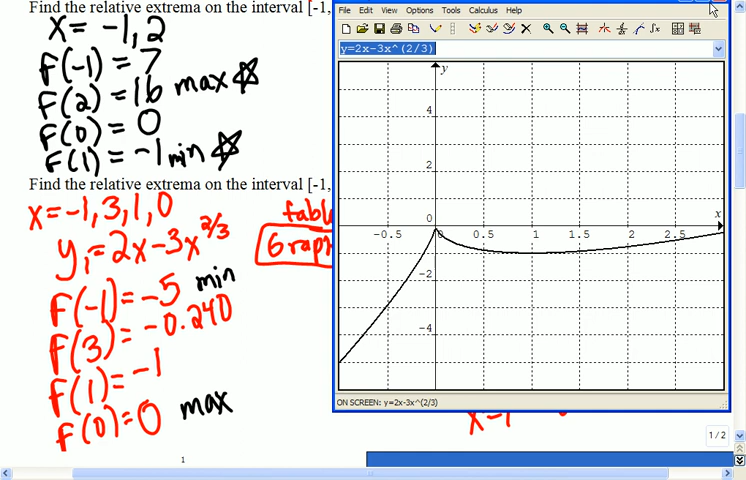 Find the relative extrema on the interval [-1,
x = -1, 2
f(-1) = 7
f(2) = 16 max ☆
f(0) = 0
f(1) = -1 min ☆
Find the relative extrema on the interval [-1,
x = -1, 3, 1, 0
y₁ = 2x - 3x^2/3
f(-1) = -5 min
f(3) = -0.240
f(1) = -1
f(0) = 0 max
1
File Edit View Options Tools Calculus Help
y=2x-3x^(2/3)
y
4
2
0
x
-0.5 0 0.5 1 1.5 2 2.5
-2
-4
ON SCREEN: y=2x-3x^(2/3)
1 / 2